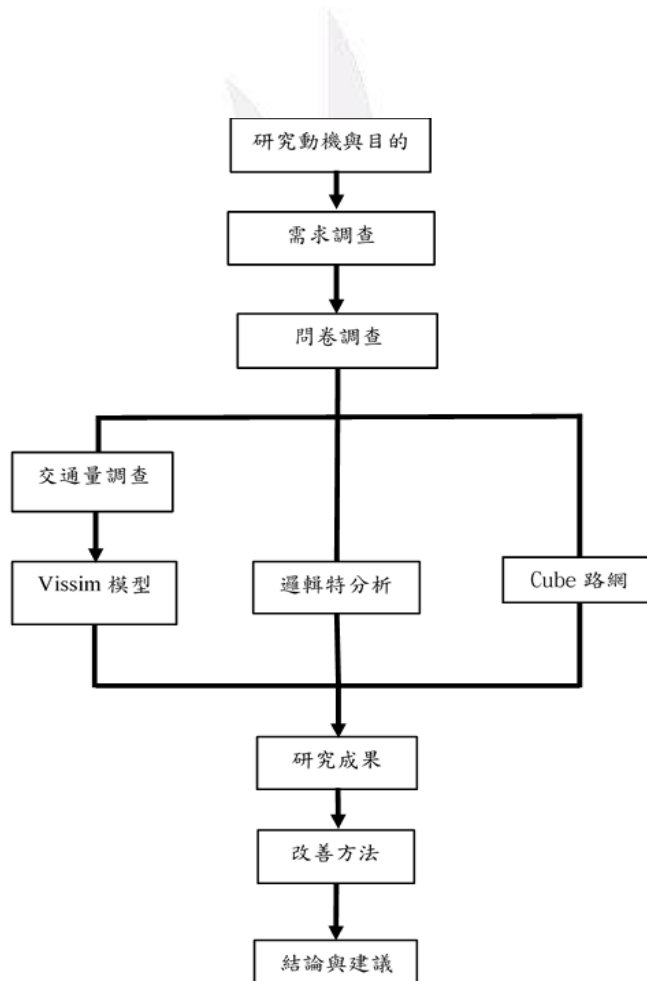 研究動機與目的
需求調查
問卷調查
交通量調查
Vissim 模型
邏輯特分析
Cube 路網
研究成果
改善方法
結論與建議